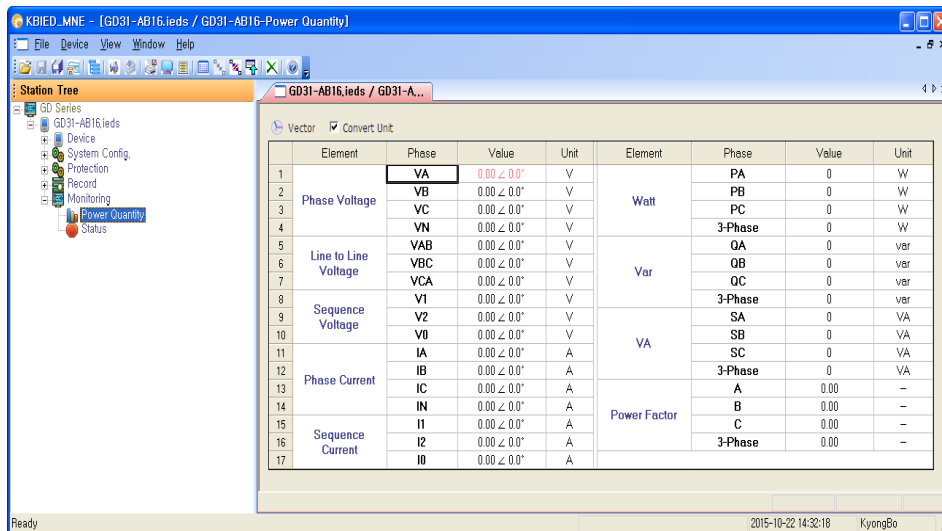 KBIED_MNE - [GD31-AB16.ieds / GD31-AB16-Power Quantity]
File Device View Window Help
Station Tree
GD31-AB16.ieds / GD31-A...
GD Series
GD31-AB16.ieds
Device
System Config.
Protection
Record
Monitoring
Power Quantity
Status
Vector Convert Unit
Element Phase Value Unit Element Phase Value Unit
1 Phase Voltage VA 0.00 ∠ 0.0° V Watt PA 0 W
2 VB 0.00 ∠ 0.0° V PB 0 W
3 VC 0.00 ∠ 0.0° V PC 0 W
4 VN 0.00 ∠ 0.0° V 3-Phase 0 W
5 Line to Line Voltage VAB 0.00 ∠ 0.0° V Var QA 0 var
6 VBC 0.00 ∠ 0.0° V QB 0 var
7 VCA 0.00 ∠ 0.0° V QC 0 var
8 Sequence Voltage V1 0.00 ∠ 0.0° V 3-Phase 0 var
9 V2 0.00 ∠ 0.0° V VA SA 0 VA
10 V0 0.00 ∠ 0.0° V SB 0 VA
11 Phase Current IA 0.00 ∠ 0.0° A SC 0 VA
12 IB 0.00 ∠ 0.0° A 3-Phase 0 VA
13 IC 0.00 ∠ 0.0° A Power Factor A 0.00 -
14 IN 0.00 ∠ 0.0° A B 0.00 -
15 Sequence Current I1 0.00 ∠ 0.0° A C 0.00 -
16 I2 0.00 ∠ 0.0° A 3-Phase 0.00 -
17 I0 0.00 ∠ 0.0° A
Ready 2015-10-22 14:32:18 KyongBo